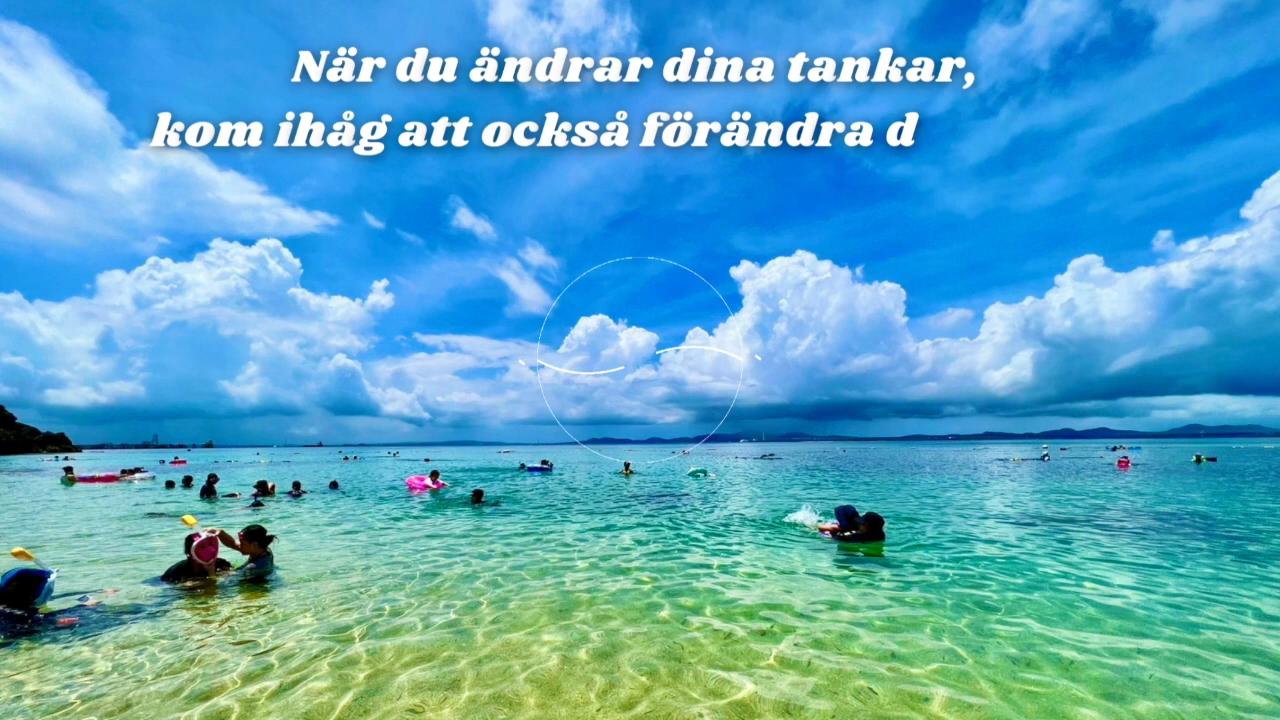 När du ändrar dina tankar,
kom ihåg att också förändra d